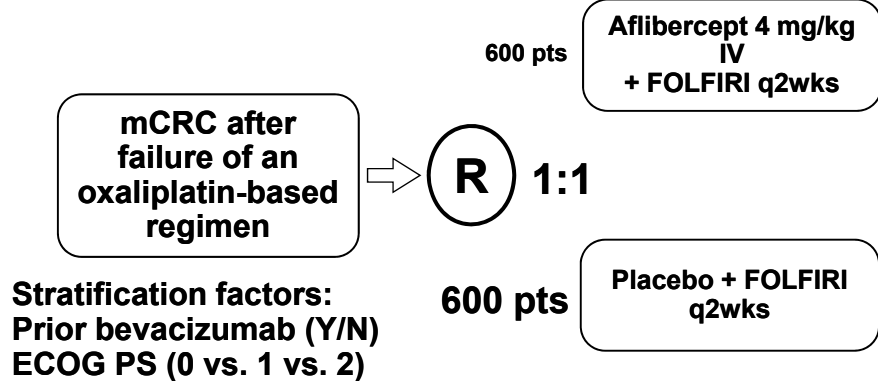 600 pts
Aflibercept 4 mg/kg
IV
+ FOLFIRI q2wks
mCRC after
failure of an
oxaliplatin-based
regimen
R
1:1
Stratification factors:
Prior bevacizumab (Y/N)
ECOG PS (0 vs. 1 vs. 2)
600 pts
Placebo + FOLFIRI
q2wks